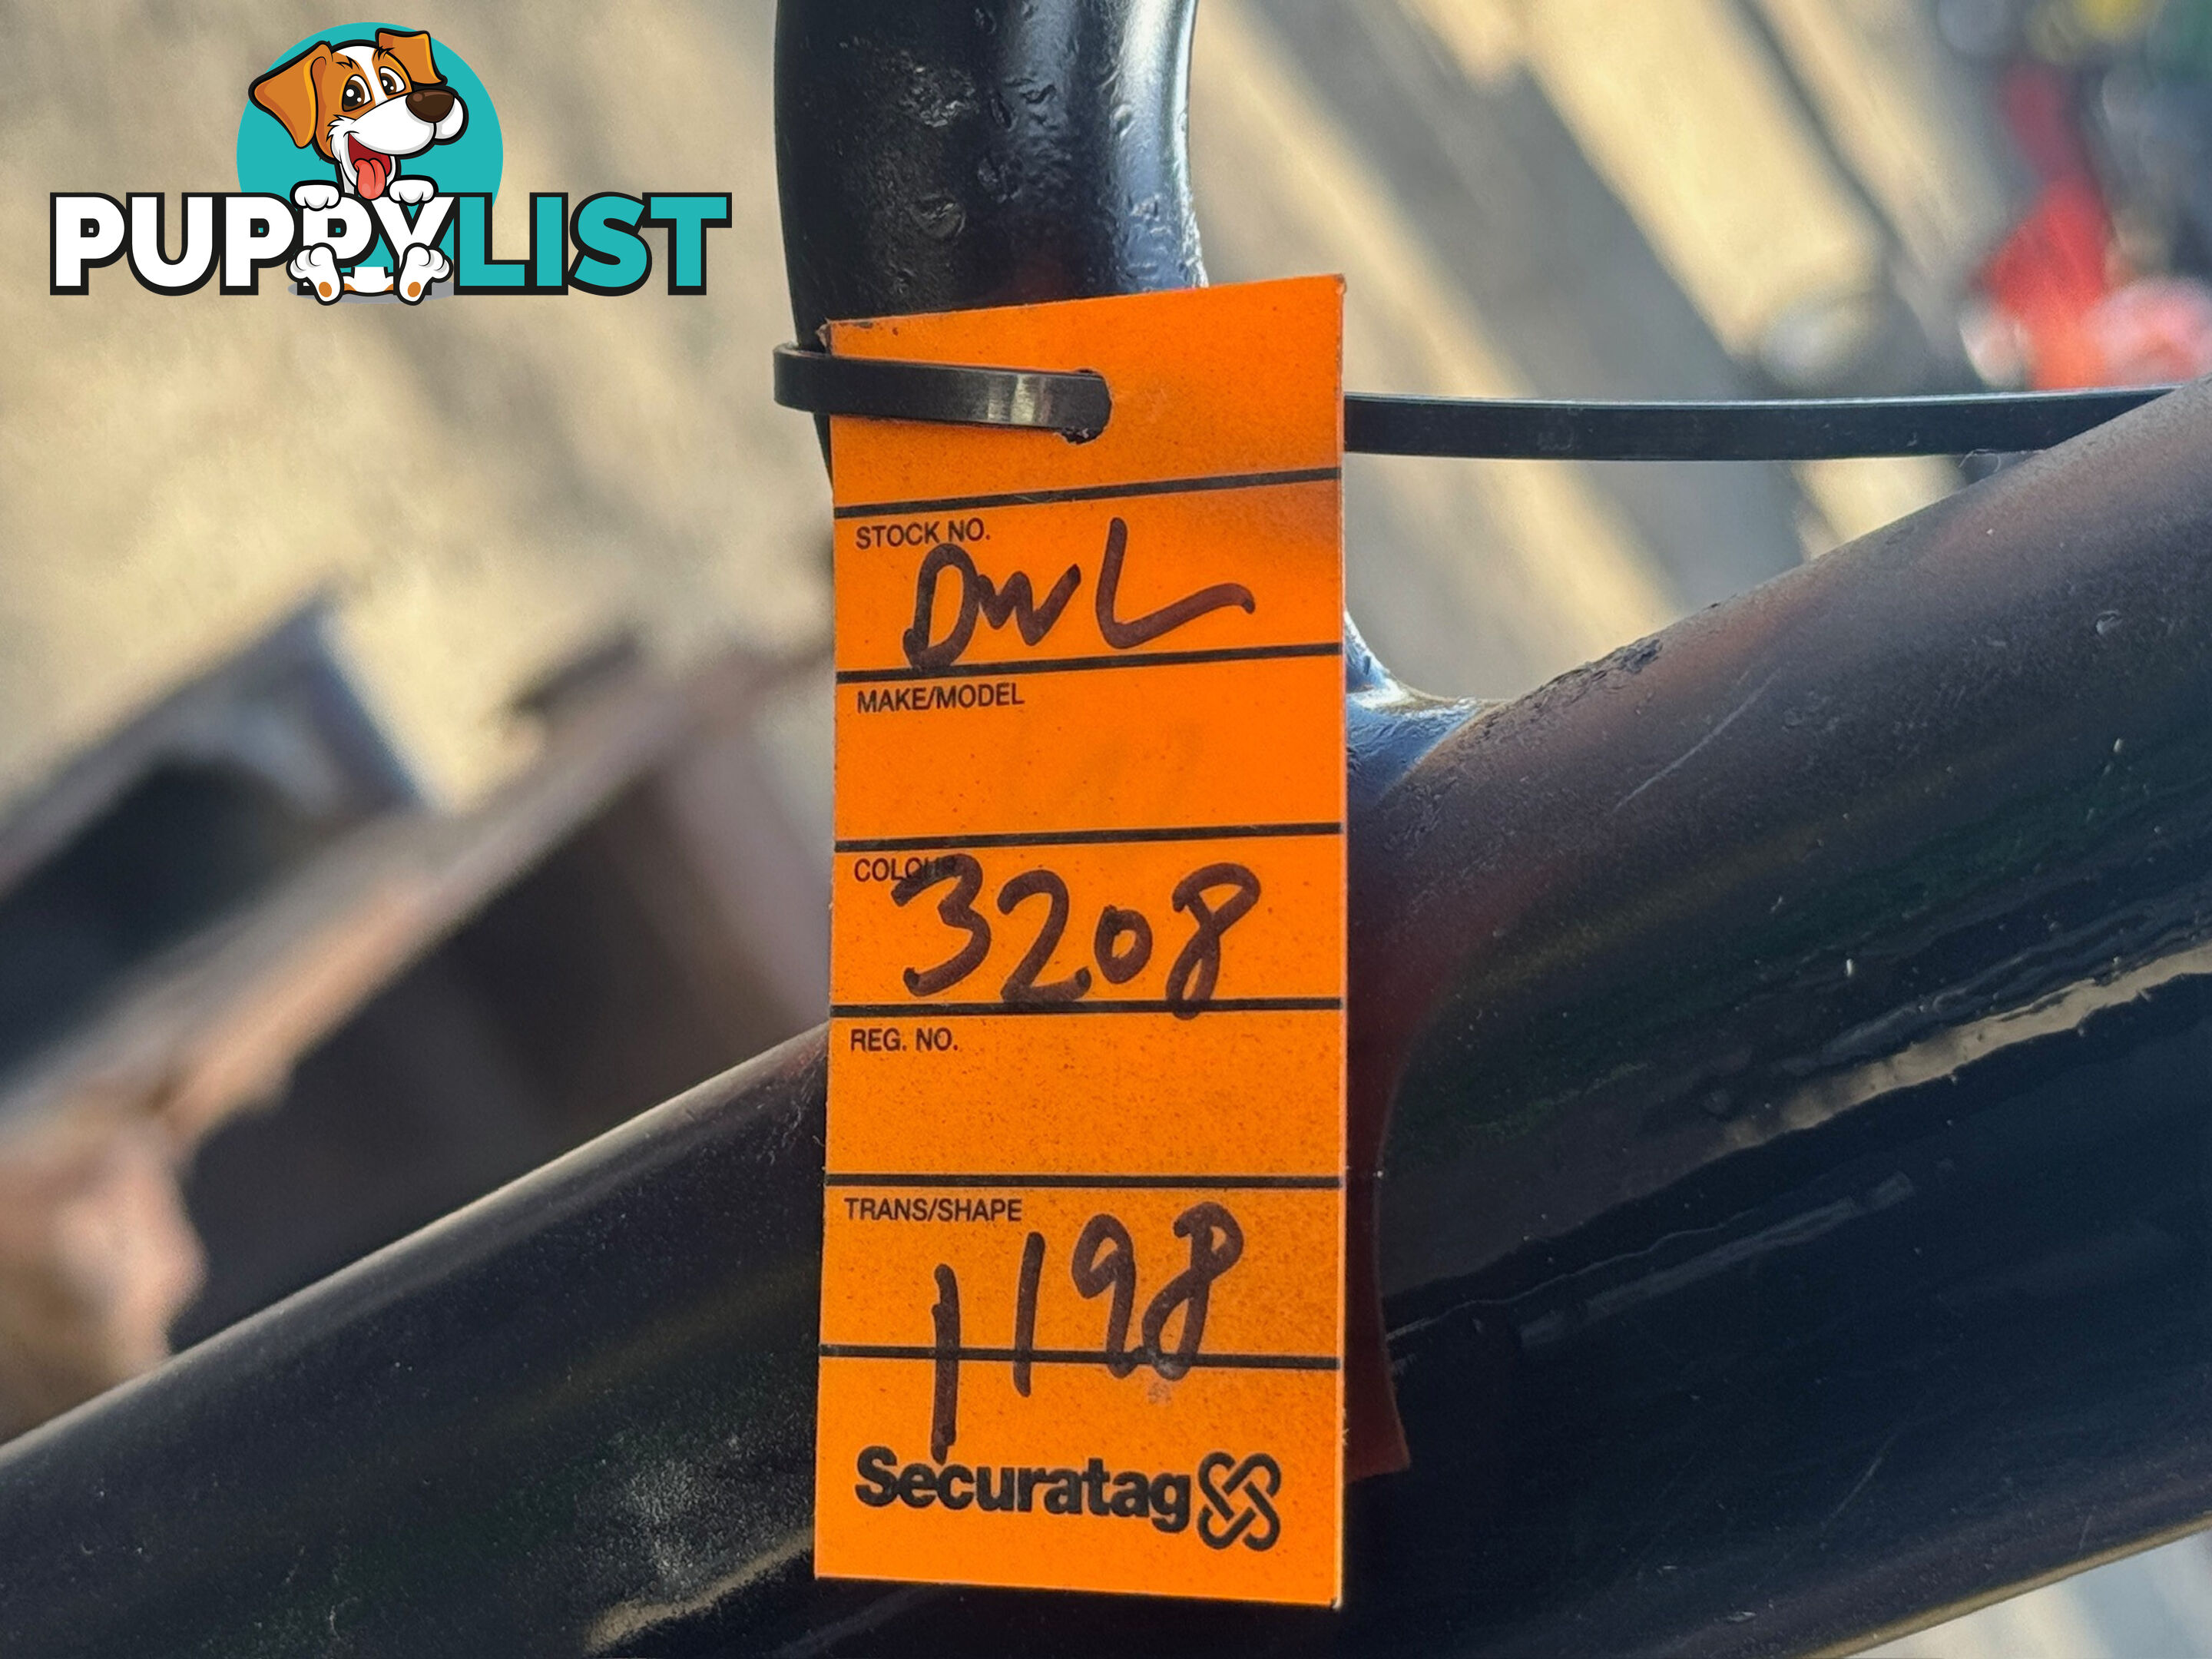 PUPPYLIST
STOCK NO.
DWL
MAKE/MODEL
COLOUR
3208
REG. NO.
TRANS/SHAPE
1198
Securatag